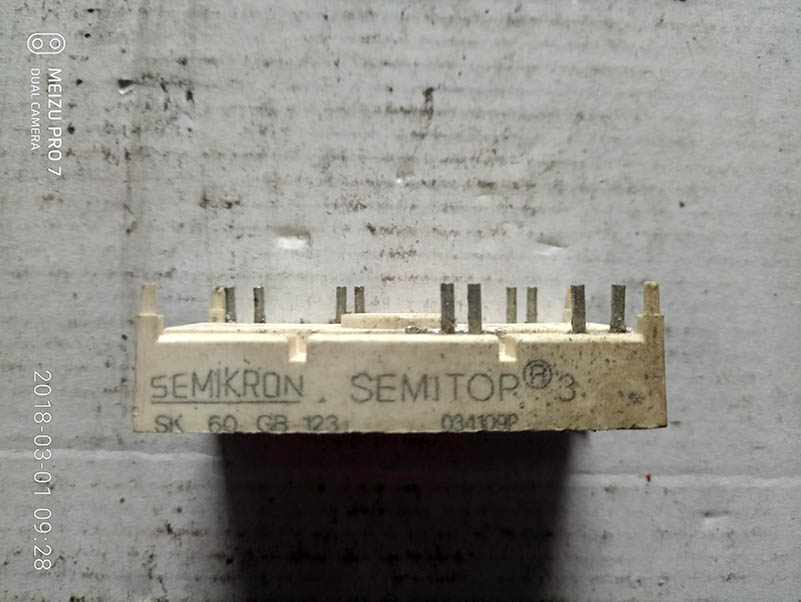 MEIZU PRO 7
DUAL CAMERA
SEMIKRON SEMITOP® 3
SK 60 GB 123 034109P
2018-03-01 09:28